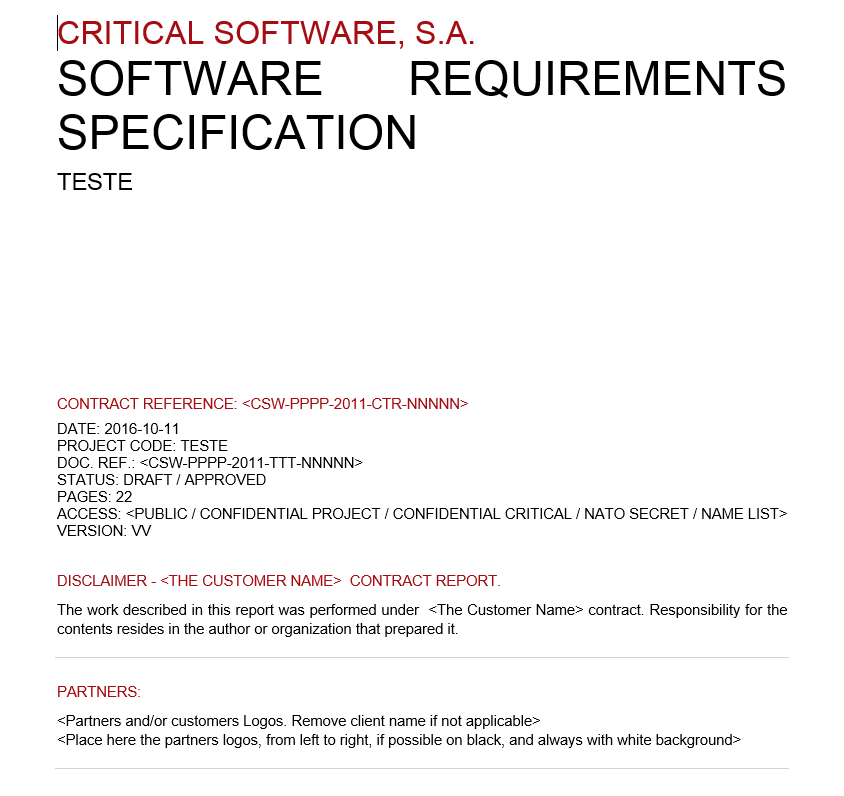 CRITICAL SOFTWARE, S.A.
SOFTWARE REQUIREMENTS
SPECIFICATION
TESTE
CONTRACT REFERENCE: <CSW-PPPP-2011-CTR-NNNNN>
DATE: 2016-10-11
PROJECT CODE: TESTE
DOC. REF.: <CSW-PPPP-2011-TTT-NNNNN>
STATUS: DRAFT / APPROVED
PAGES: 22
ACCESS: <PUBLIC / CONFIDENTIAL PROJECT / CONFIDENTIAL CRITICAL / NATO SECRET / NAME LIST>
VERSION: VV
DISCLAIMER - <THE CUSTOMER NAME>  CONTRACT REPORT.
The work described in this report was performed under  <The Customer Name> contract. Responsibility for the
contents resides in the author or organization that prepared it.
PARTNERS:
<Partners and/or customers Logos. Remove client name if not applicable>
<Place here the partners logos, from left to right, if possible on black, and always with white background>